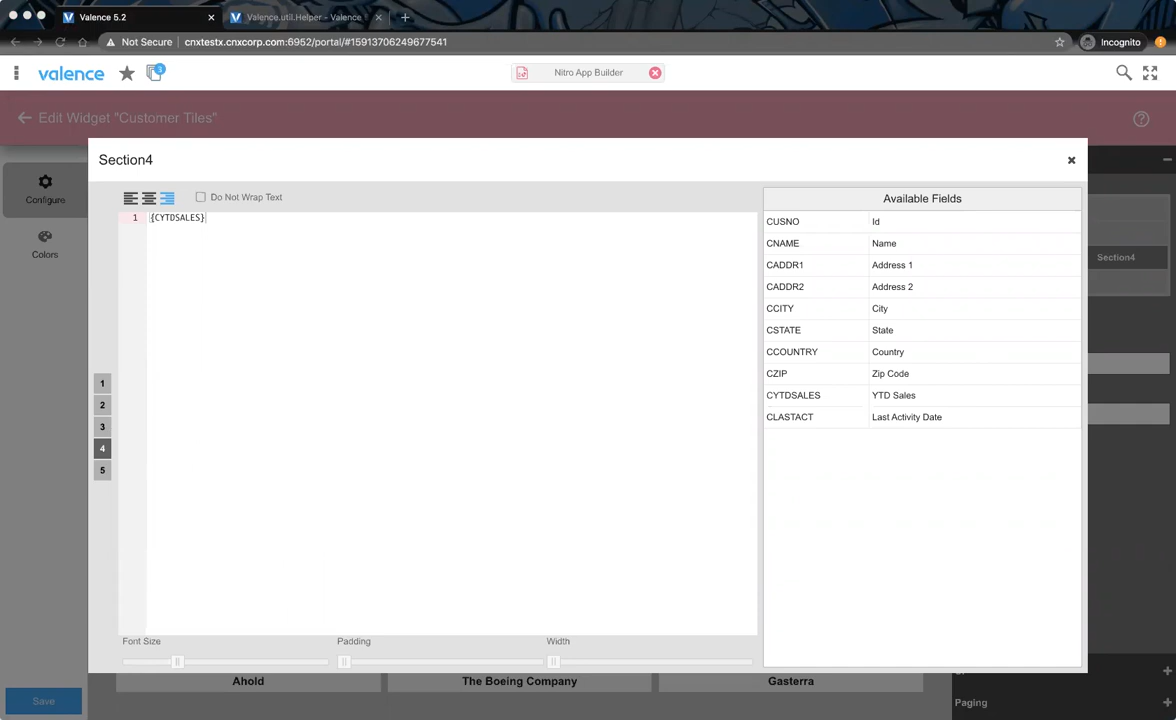 Valence 5.2
Valence.util.Helper - Valence
Not Secure
cnxtestx.cnxcorp.com:6952/portal/#15913706249677541
Incognito
valence
3
Nitro App Builder
Edit Widget "Customer Tiles"
Section4
Configure
Do Not Wrap Text
Available Fields
1 {CYTDSALES}
CUSNO Id
CNAME Name
Colors
Section4
CADDR1 Address 1
CADDR2 Address 2
CCITY City
CSTATE State
CCOUNTRY Country
CZIP Zip Code
1
CYTDSALES YTD Sales
2
CLASTACT Last Activity Date
3
4
5
Font Size
Padding
Width
Ahold
The Boeing Company
Gasterra
Save
Paging